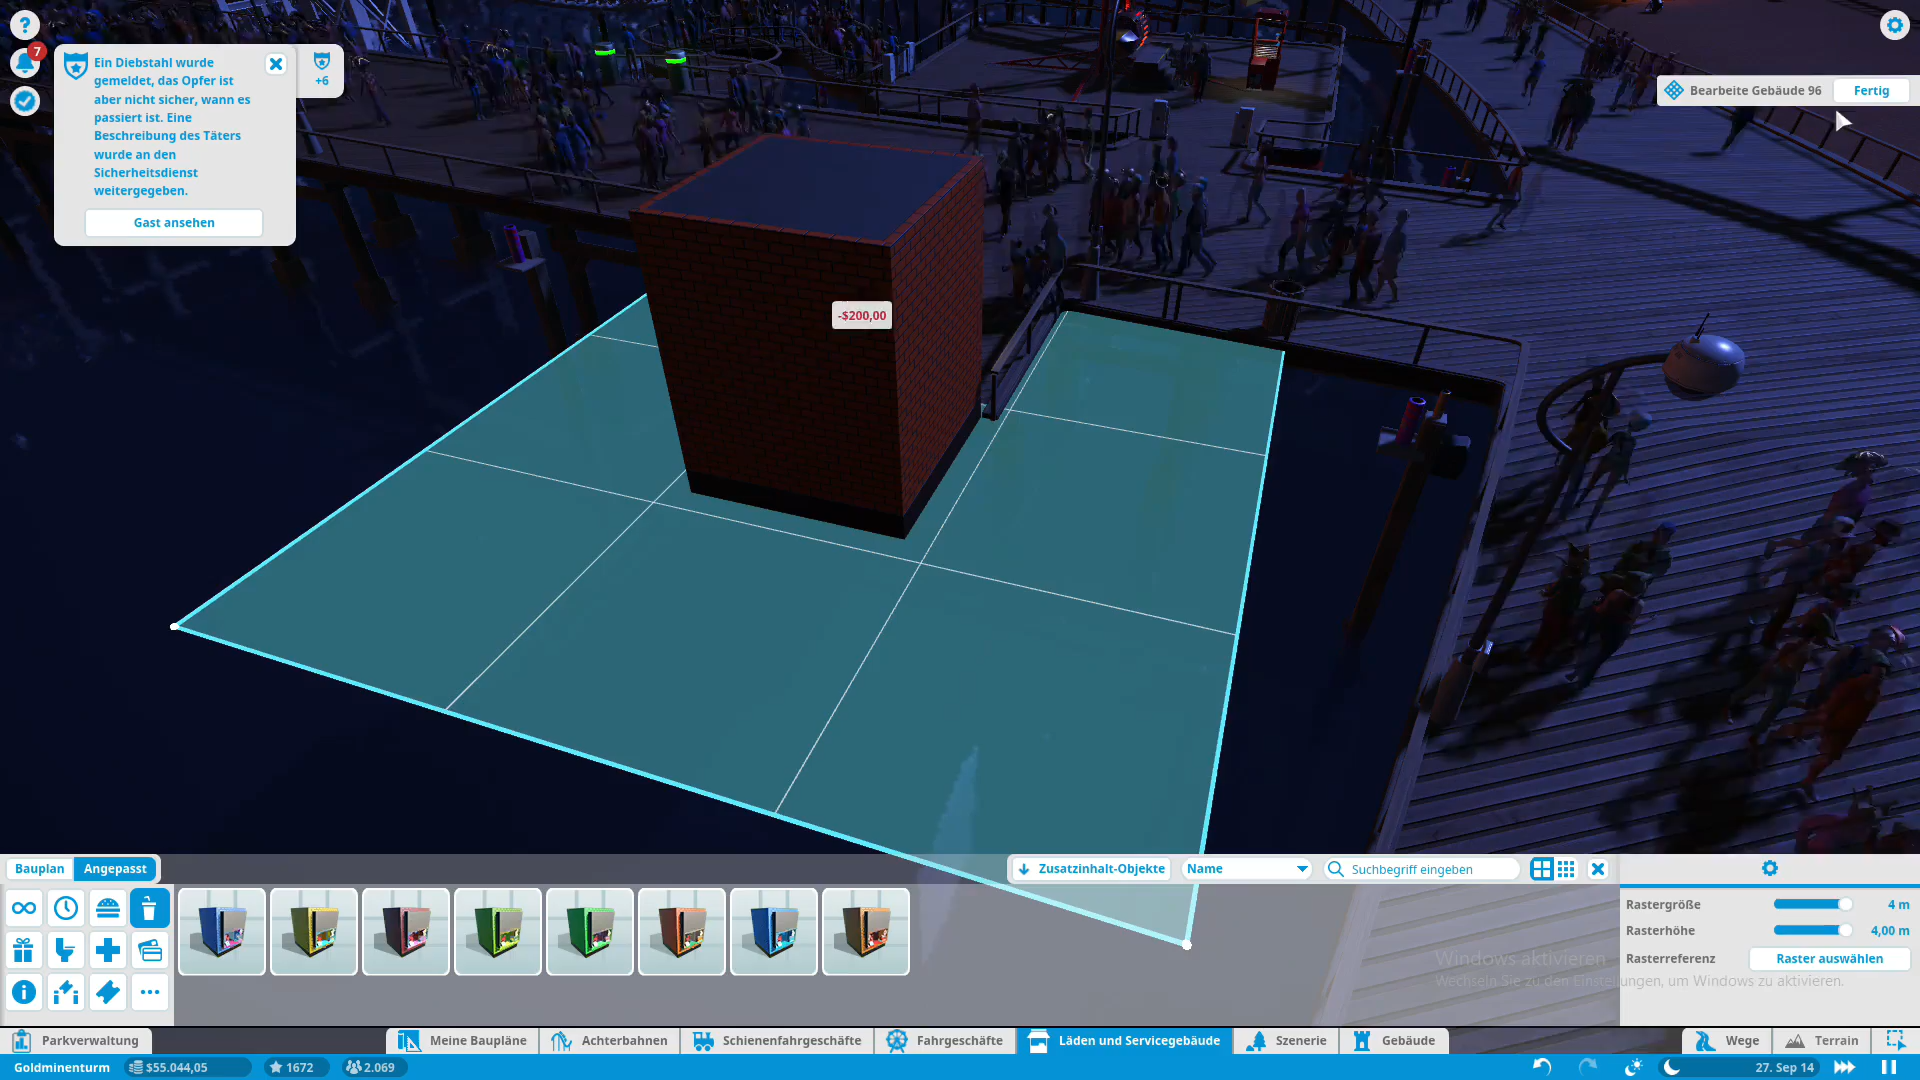 ?
7
Ein Diebstahl wurde
gemeldet, das Opfer ist
aber nicht sicher, wann es
passiert ist. Eine
Beschreibung des Täters
wurde an den
Sicherheitsdienst
weitergegeben.
Gast ansehen
+6
Bearbeite Gebäude 96
Fertig
-$200,00
Bauplan
Angepasst
Zusatzinhalt-Objekte
Name
Suchbegriff eingeben
Rastergröße
4 m
Rasterhöhe
4,00 m
Rasterreferenz
Raster auswählen
Windows aktivieren
Wechseln Sie zu den Einstellungen, um Windows zu aktivieren.
Parkverwaltung
Meine Baupläne
Achterbahnen
Schienenfahrgeschäfte
Fahrgeschäfte
Läden und Servicegebäude
Szenerie
Gebäude
Wege
Terrain
Goldminenturm
$55.044,05
1672
2.069
27. Sep 14